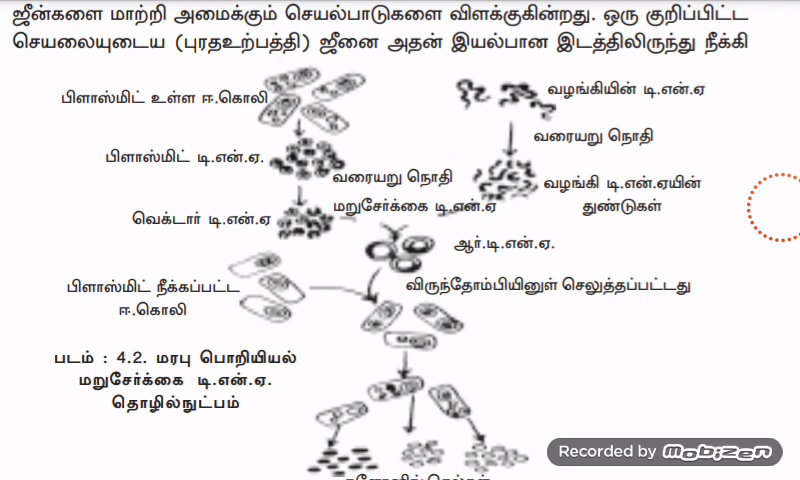 ஜீன்களை மாற்றி அமைக்கும் செயல்பாடுகளை விளக்குகின்றது. ஒரு குறிப்பிட்ட
செயலையுடைய (புரதஉற்பத்தி) ஜீனை அதன் இயல்பான இடத்திலிருந்து நீக்கி
பிளாஸ்மிட் உள்ள ஈ.கொலி
வழங்கியின் டி.என்.ஏ
வரையறு நொதி
பிளாஸ்மிட் டி.என்.ஏ.
வரையறு நொதி
வழங்கி டி.என்.ஏயின்
துண்டுகள்
மறுசேர்க்கை டி.என்.ஏ
வெக்டார் டி.என்.ஏ
ஆர்.டி.என்.ஏ.
பிளாஸ்மிட் நீக்கப்பட்ட
ஈ.கொலி
விருந்தோம்பியினுள் செலுத்தப்பட்டது
படம் : 4.2. மரபு பொறியியல்
மறுசேர்க்கை டி.என்.ஏ.
தொழில்நுட்பம்
Recorded by mobizen